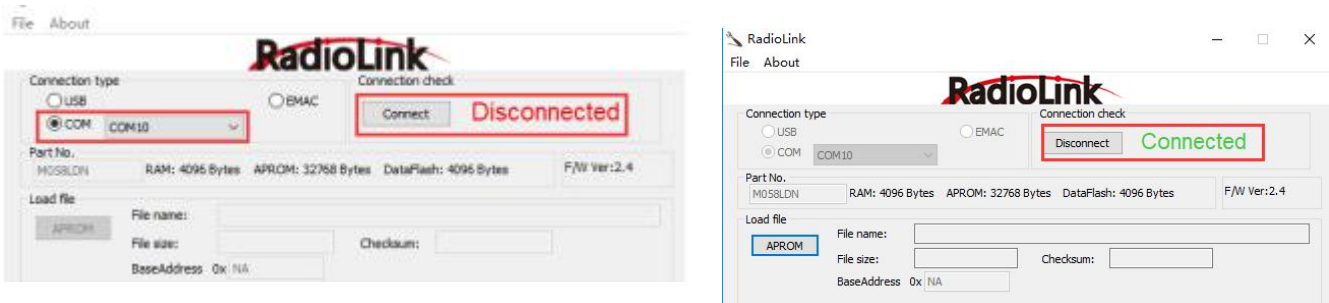 File About
RadioLink
Connection type
USB
EMAC
Connection check
COM COM10
Connect Disconnected
Part No.
M058LDN RAM: 4096 Bytes APROM: 32768 Bytes DataFlash: 4096 Bytes F/W Ver:2.4
Load file
APROM
File name:
File size: Checksum:
BaseAddress 0x NA
RadioLink
File About
RadioLink
Connection type
USB
EMAC
Connection check
COM COM10
Disconnect Connected
Part No.
M058LDN RAM: 4096 Bytes APROM: 32768 Bytes DataFlash: 4096 Bytes F/W Ver:2.4
Load file
APROM
File name:
File size: Checksum:
BaseAddress 0x NA